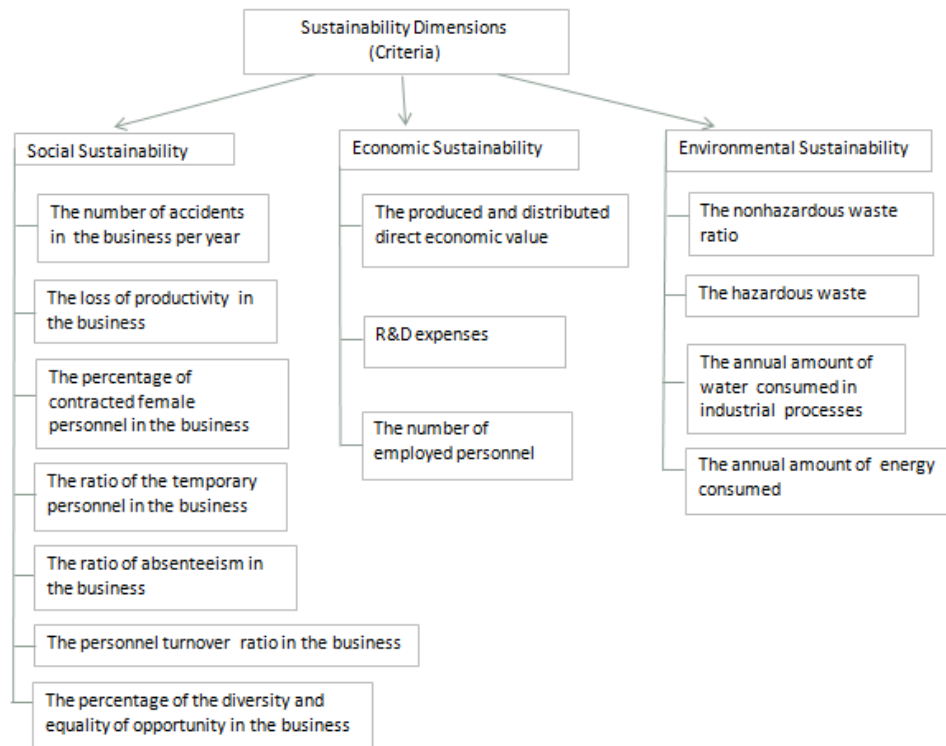 Sustainability Dimensions
(Criteria)
Social Sustainability
The number of accidents
in the business per year
The loss of productivity in
the business
The percentage of
contracted female
personnel in the business
The ratio of the temporary
personnel in the business
The ratio of absenteeism in
the business
The personnel turnover ratio in the business
The percentage of the diversity and
equality of opportunity in the business
Economic Sustainability
The produced and distributed
direct economic value
R&D expenses
The number of
employed personnel
Environmental Sustainability
The nonhazardous waste
ratio
The hazardous waste
The annual amount of
water consumed in
industrial processes
The annual amount of energy
consumed